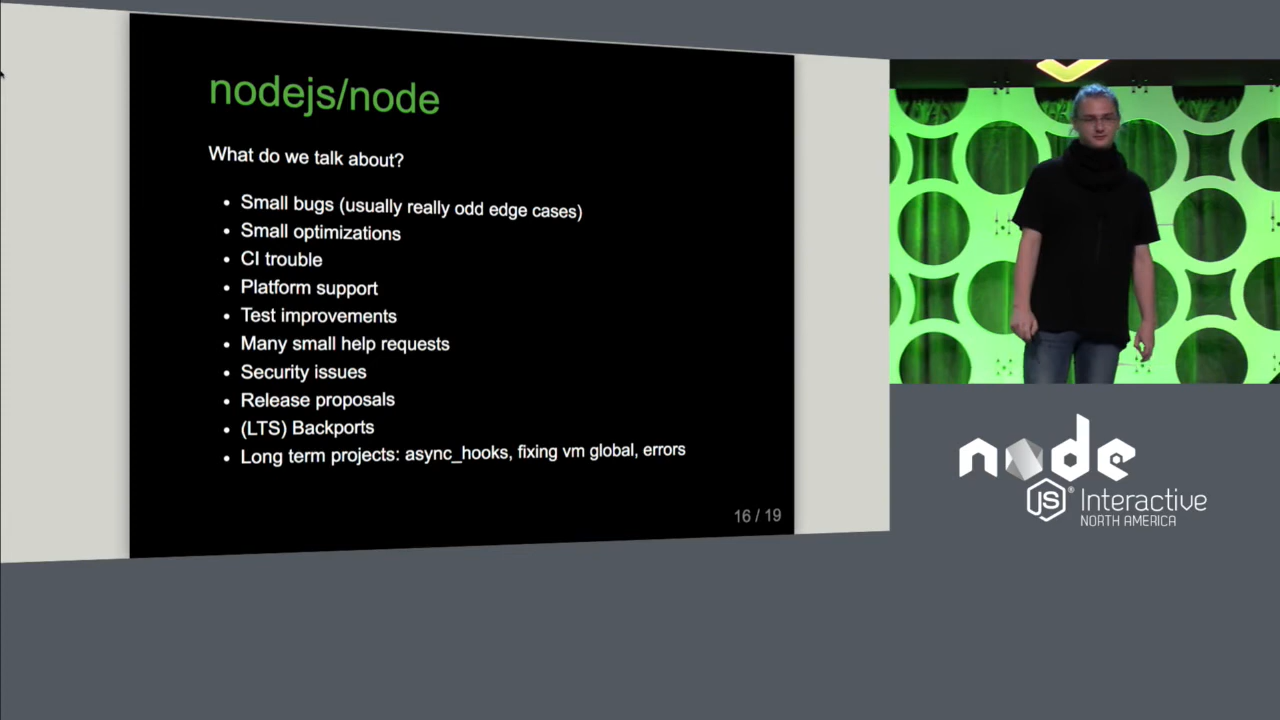 nodejs/node
What do we talk about?
• Small bugs (usually really odd edge cases)
• Small optimizations
• CI trouble
• Platform support
• Test improvements
• Many small help requests
• Security issues
• Release proposals
• (LTS) Backports
• Long term projects: async_hooks, fixing vm global, errors
16 / 19
node
JS® Interactive
NORTH AMERICA